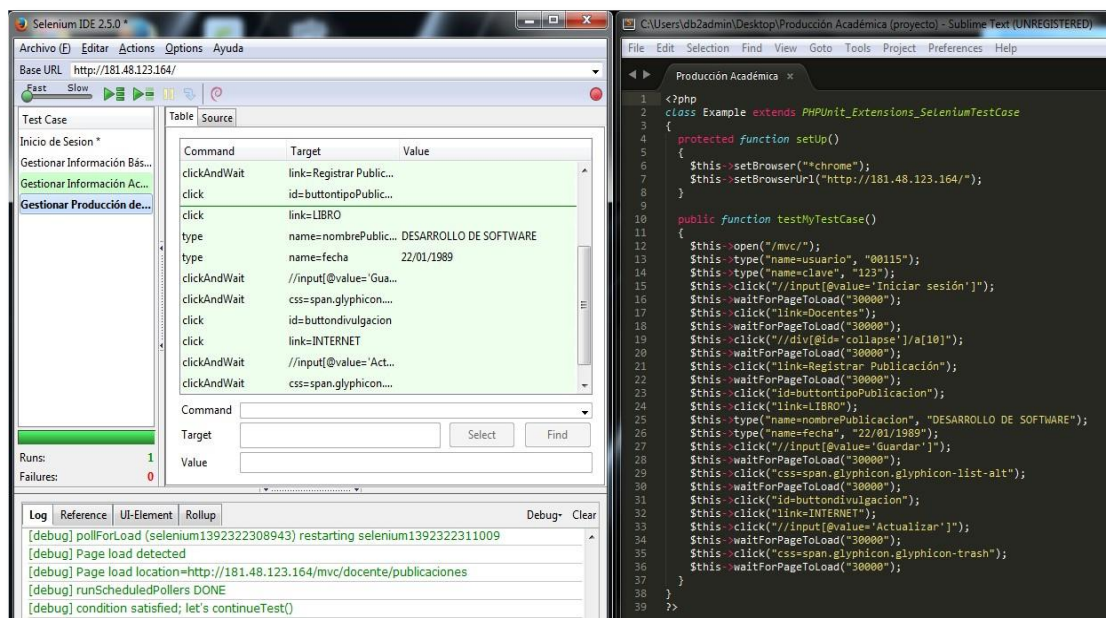 Selenium IDE 2.5.0 *
Archivo (F) Editar Actions Options Ayuda
Base URL http://181.48.123.164/
Fast Slow
Test Case
Inicio de Sesion *
Gestionar Información Bás...
Gestionar Información Ac...
Gestionar Producción de...
Runs: 1
Failures: 0
Table Source
Command Target Value
clickAndWait link=Registrar Public...
click id=buttontipoPublic...
click link=LIBRO
type name=nombrePublic... DESARROLLO DE SOFTWARE
type name=fecha 22/01/1989
clickAndWait //input[@value='Gua...
clickAndWait css=span.glyphicon....
click id=buttondivulgacion
click link=INTERNET
clickAndWait //input[@value='Act...
clickAndWait css=span.glyphicon....
Command
Target Select Find
Value
Log Reference UI-Element Rollup Debug- Clear
[debug] pollForLoad (selenium1392322308943) restarting selenium1392322311009
[debug] Page load detected
[debug] Page load location=http://181.48.123.164/mvc/docente/publicaciones
[debug] runScheduledPollers DONE
[debug] condition satisfied; let's continueTest()
C:\Users\db2admin\Desktop\Producción Académica (proyecto) - Sublime Text (UNREGISTERED)
File Edit Selection Find View Goto Tools Project Preferences Help
Producción Académica ×
1 <?php
2 class Example extends PHPUnit_Extensions_SeleniumTestCase
3 {
4 protected function setUp()
5 {
6 $this->setBrowser("*chrome");
7 $this->setBrowserUrl("http://181.48.123.164/");
8 }
9
10 public function testMyTestCase()
11 {
12 $this->open("/mvc/");
13 $this->type("name=usuario", "00115");
14 $this->type("name=clave", "123");
15 $this->click("//input[@value='Iniciar sesión']");
16 $this->waitForPageToLoad("30000");
17 $this->click("link=Docentes");
18 $this->waitForPageToLoad("30000");
19 $this->click("//div[@id='collapse']/a[10]");
20 $this->waitForPageToLoad("30000");
21 $this->click("link=Registrar Publicación");
22 $this->waitForPageToLoad("30000");
23 $this->click("id=buttontipoPublicacion");
24 $this->click("link=LIBRO");
25 $this->type("name=nombrePublicacion", "DESARROLLO DE SOFTWARE");
26 $this->type("name=fecha", "22/01/1989");
27 $this->click("//input[@value='Guardar']");
28 $this->waitForPageToLoad("30000");
29 $this->click("css=span.glyphicon.glyphicon-list-alt");
30 $this->waitForPageToLoad("30000");
31 $this->click("id=buttondivulgacion");
32 $this->click("link=INTERNET");
33 $this->click("//input[@value='Actualizar']");
34 $this->waitForPageToLoad("30000");
35 $this->click("css=span.glyphicon.glyphicon-trash");
36 $this->waitForPageToLoad("30000");
37 }
38 }
39 ?>